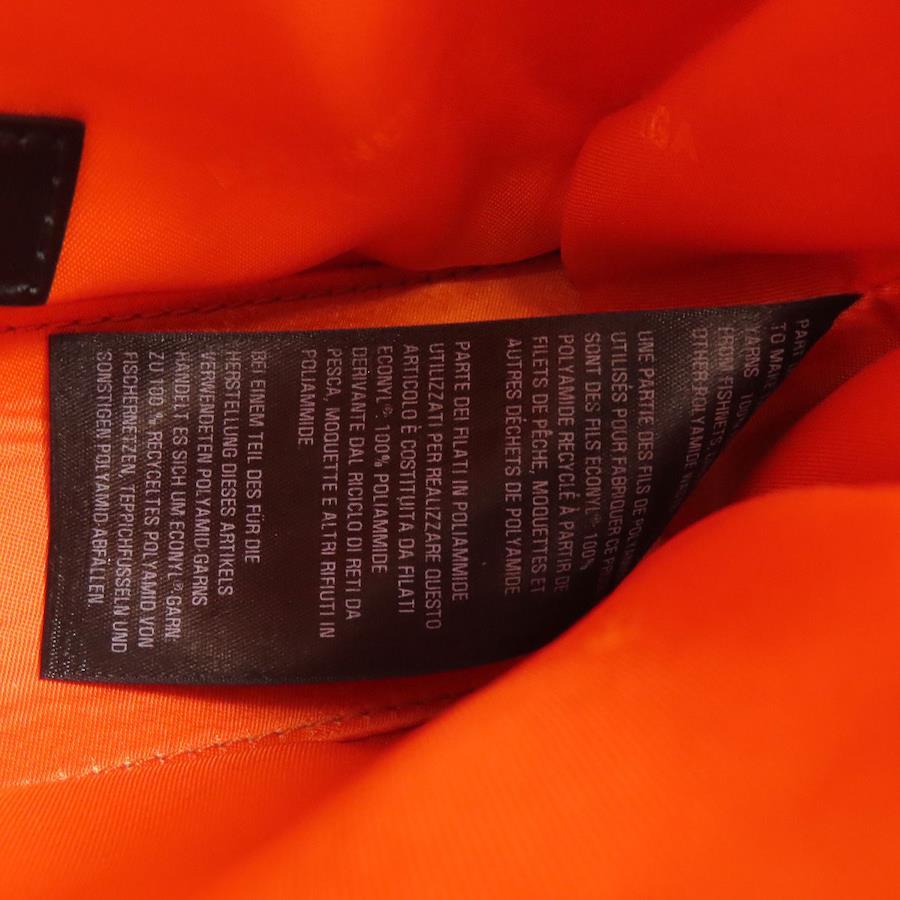 PART
TO MAKE
YARNS, 100%
FROM FISHNETS,
OTHER POLYAMIDE
UNE PARTIE DES FILS DE
UTILISÉS POUR FABRIQUER CE
SONT DES FILS ECONYL® 100%
POLYAMIDE RECYCLÉ À PARTIR DE
FILETS DE PÊCHE, MOQUETTES ET
AUTRES DÉCHETS DE POLYAMIDE
PARTE DEI FILATI IN POLIAMMIDE
UTILIZZATI PER REALIZZARE QUESTO
ARTICOLO È COSTITUITA DA FILATI
ECONYL®: 100% POLIAMMIDE
DERIVANTE DAL RICICLO DI RETI DA
PESCA, MOQUETTE E ALTRI RIFIUTI IN
POLIAMMIDE
BEI EINEM TEIL DES FÜR DIE
HERSTELLUNG DIESES ARTIKELS
VERWENDETEN POLYAMID-GARNS
HANDELT ES SICH UM ECONYL®GARN:
ZU 100 % RECYCELTES POLYAMID VON
FISCHERNETZEN, TEPPICHFUSSELN UND
SONSTIGEN POLYAMID-ABFÄLLEN